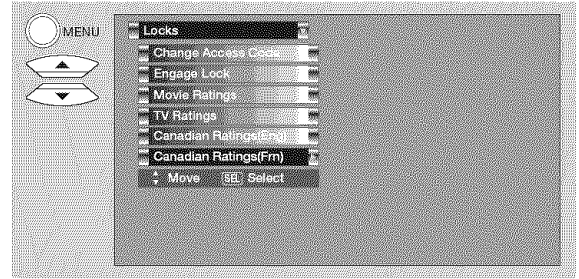 MENU
Locks
Change Access Code
Engage Lock
Movie Ratings
TV Ratings
Canadian Ratings(Eng)
Canadian Ratings(Frn)
Move SEL Select